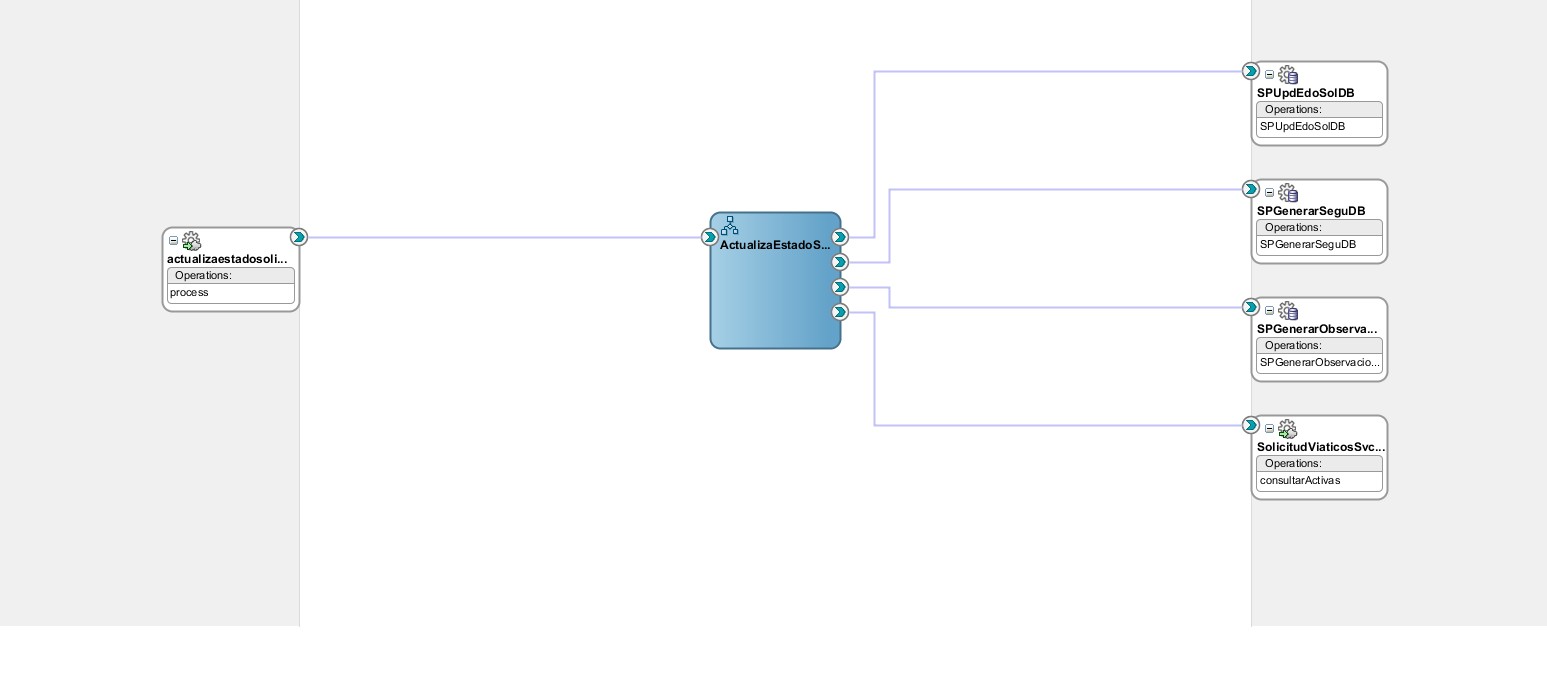 actualizaestadosoli...
Operations:
process
ActualizaEstadoS...
SPUpdEdoSolDB
Operations:
SPUpdEdoSolDB
SPGenerarSeguDB
Operations:
SPGenerarSeguDB
SPGenerarObserva...
Operations:
SPGenerarObservacio...
SolicitudViaticosSvc...
Operations:
consultarActivas